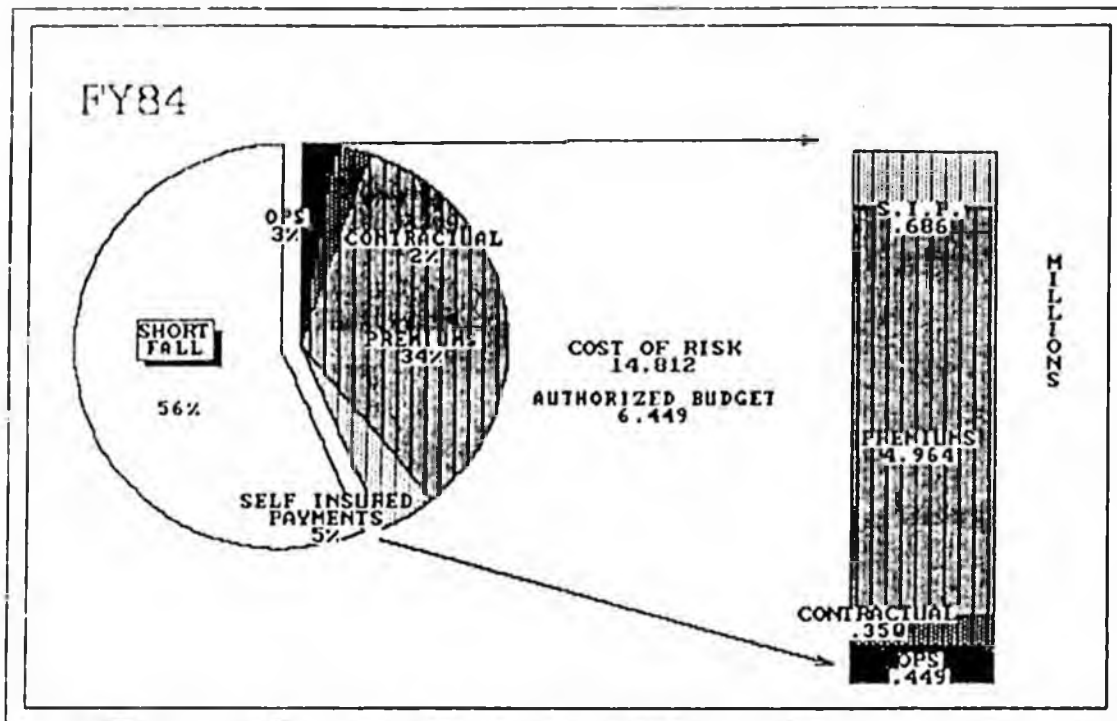 FY84
OPS
3%
CONTRACTUAL
2%
PREMIUMS
34%
SHORT
FALL
56%
SELF INSURED
PAYMENTS
5%
COST OF RISK
14.812
AUTHORIZED BUDGET
6.449
S.I.P.
.686
PREMIUMS
4.964
CONTRACTUAL
.350
OPS
.449
MILLIONS